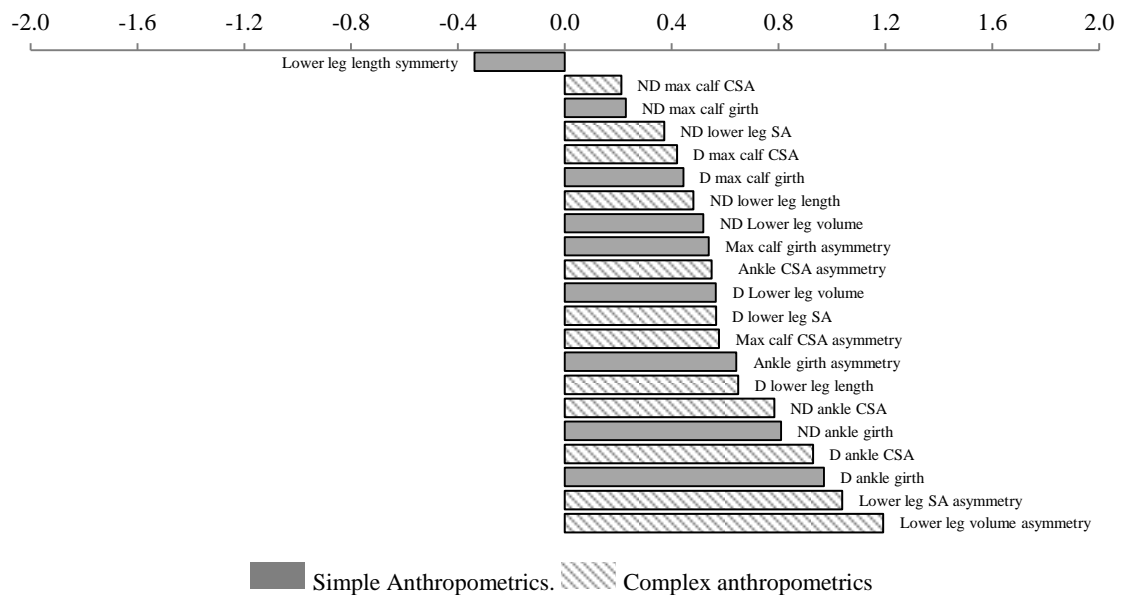 -2.0 -1.6 -1.2 -0.8 -0.4 0.0 0.4 0.8 1.2 1.6 2.0
Lower leg length symmerty
ND max calf CSA
ND max calf girth
ND lower leg SA
D max calf CSA
D max calf girth
ND lower leg length
ND Lower leg volume
Max calf girth asymmetry
Ankle CSA asymmetry
D Lower leg volume
D lower leg SA
Max calf CSA asymmetry
Ankle girth asymmetry
D lower leg length
ND ankle CSA
ND ankle girth
D ankle CSA
D ankle girth
Lower leg SA asymmetry
Lower leg volume asymmetry
Simple Anthropometrics. Complex anthropometrics